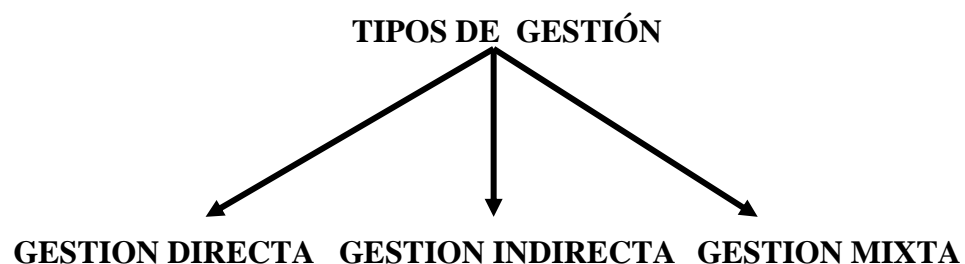 TIPOS DE GESTIÓN
GESTION DIRECTA GESTION INDIRECTA GESTION MIXTA